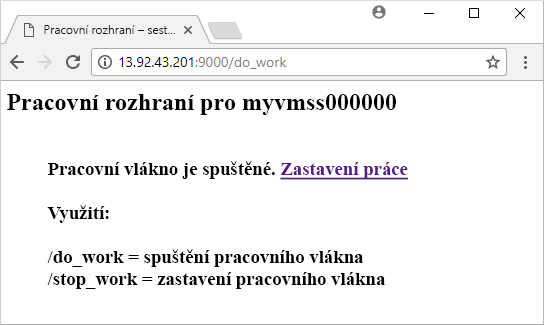 Pracovní rozhraní – sest
13.92.43.201:9000/do_work
Pracovní rozhraní pro myvmss000000
Pracovní vlákno je spuštěné. Zastavení práce
Využití:
/do_work = spuštění pracovního vlákna
/stop_work = zastavení pracovního vlákna